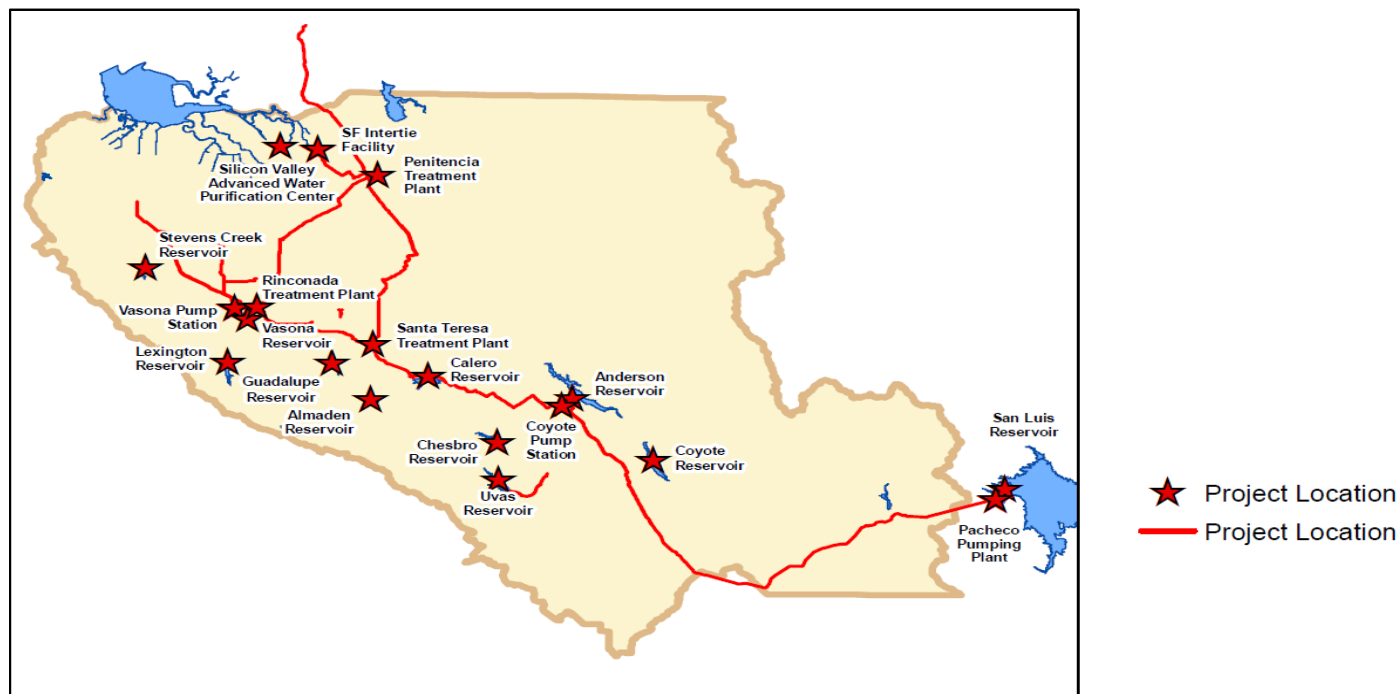 SF Intertie
Facility
Silicon Valley
Advanced Water
Purification Center
Penitencia
Treatment
Plant
Stevens Creek
Reservoir
Rinconada
Treatment Plant
Vasona Pump
Station
Vasona
Reservoir
Santa Teresa
Treatment Plant
Lexington
Reservoir
Guadalupe
Reservoir
Calero
Reservoir
Almaden
Reservoir
Anderson
Reservoir
Coyote
Pump
Station
Chesbro
Reservoir
Coyote
Reservoir
Uvas
Reservoir
San Luis
Reservoir
Pacheco
Pumping
Plant
Project Location
Project Location